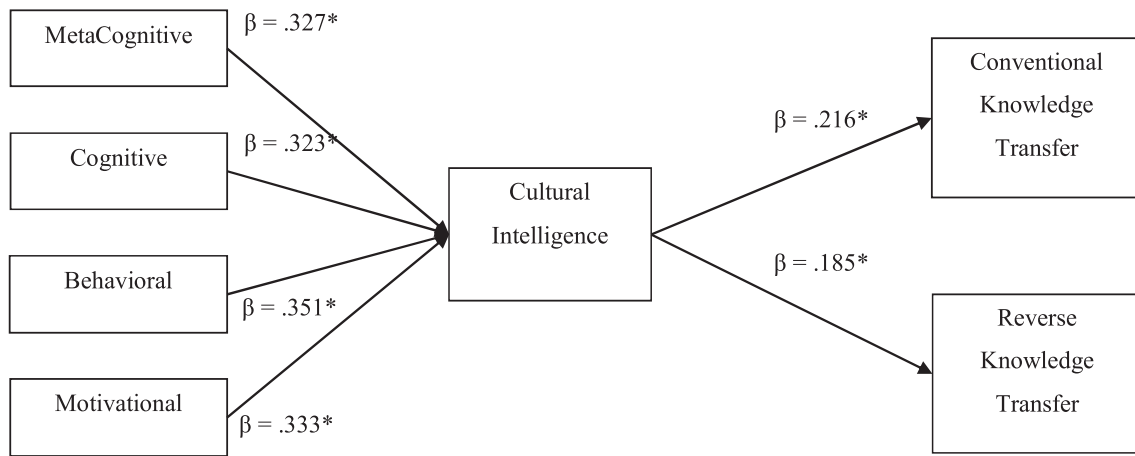 MetaCognitive
β = .327*
Cognitive
β = .323*
Behavioral
β = .351*
Motivational
β = .333*
Cultural
Intelligence
β = .216*
β = .185*
Conventional
Knowledge
Transfer
Reverse
Knowledge
Transfer